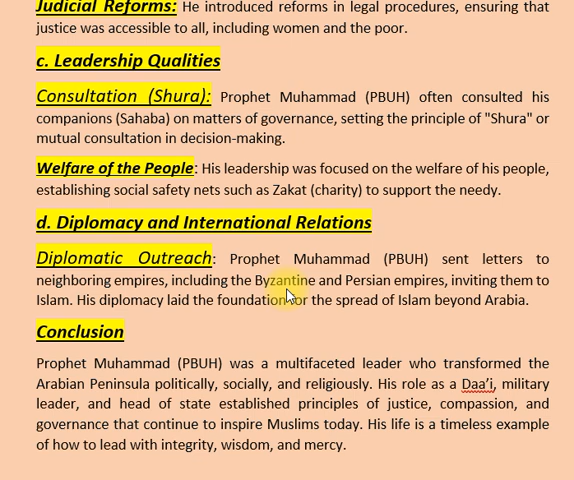 Judicial Reforms: He introduced reforms in legal procedures, ensuring that
justice was accessible to all, including women and the poor.
c. Leadership Qualities
Consultation (Shura): Prophet Muhammad (PBUH) often consulted his
companions (Sahaba) on matters of governance, setting the principle of "Shura" or
mutual consultation in decision-making.
Welfare of the People: His leadership was focused on the welfare of his people,
establishing social safety nets such as Zakat (charity) to support the needy.
d. Diplomacy and International Relations
Diplomatic Outreach: Prophet Muhammad (PBUH) sent letters to
neighboring empires, including the Byzantine and Persian empires, inviting them to
Islam. His diplomacy laid the foundation for the spread of Islam beyond Arabia.
Conclusion
Prophet Muhammad (PBUH) was a multifaceted leader who transformed the
Arabian Peninsula politically, socially, and religiously. His role as a Daa’i, military
leader, and head of state established principles of justice, compassion, and
governance that continue to inspire Muslims today. His life is a timeless example
of how to lead with integrity, wisdom, and mercy.